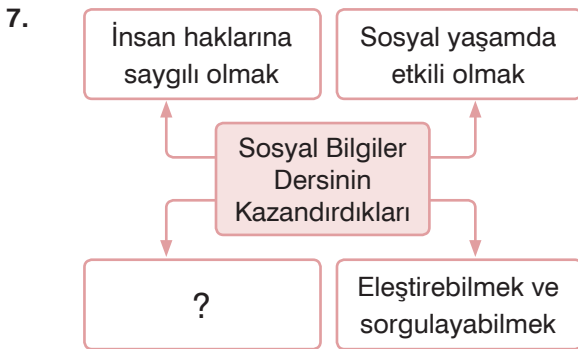 7.
İnsan haklarına
saygılı olmak
Sosyal yaşamda
etkili olmak
Sosyal Bilgiler
Dersinin
Kazandırdıkları
?
Eleştirebilmek ve
sorgulayabilmek